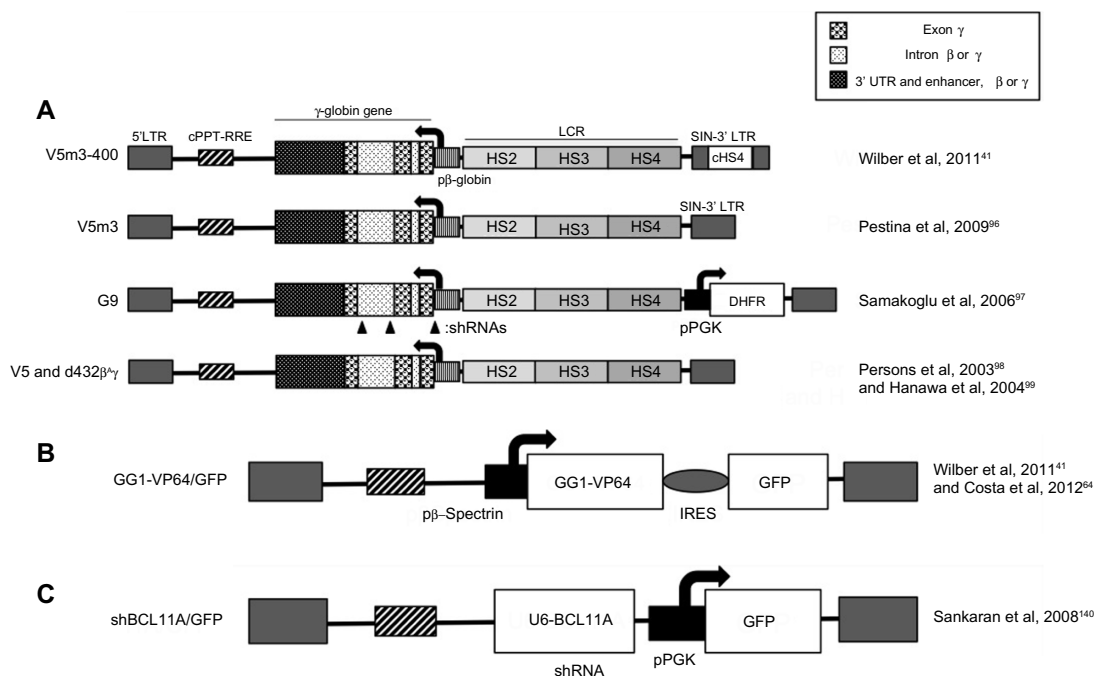 Exon γ
Intron β or γ
3' UTR and enhancer, β or γ
A
γ-globin gene
5'LTR
cPPT-RRE
LCR
SIN-3' LTR
V5m3-400
HS2
HS3
HS4
cHS4
Wilber et al, 2011⁴¹
pβ-globin
SIN-3' LTR
V5m3
HS2
HS3
HS4
Pestina et al, 2009⁹⁶
G9
HS2
HS3
HS4
DHFR
Samakoglu et al, 2006⁹⁷
:shRNAs
pPGK
V5 and d432βᴬγ
HS2
HS3
HS4
Persons et al, 2003⁹⁸
and Hanawa et al, 2004⁹⁹
B
GG1-VP64/GFP
GG1-VP64
GFP
Wilber et al, 2011⁴¹
and Costa et al, 2012⁶⁴
pβ–Spectrin
IRES
C
shBCL11A/GFP
U6-BCL11A
GFP
Sankaran et al, 2008¹⁴⁰
shRNA
pPGK